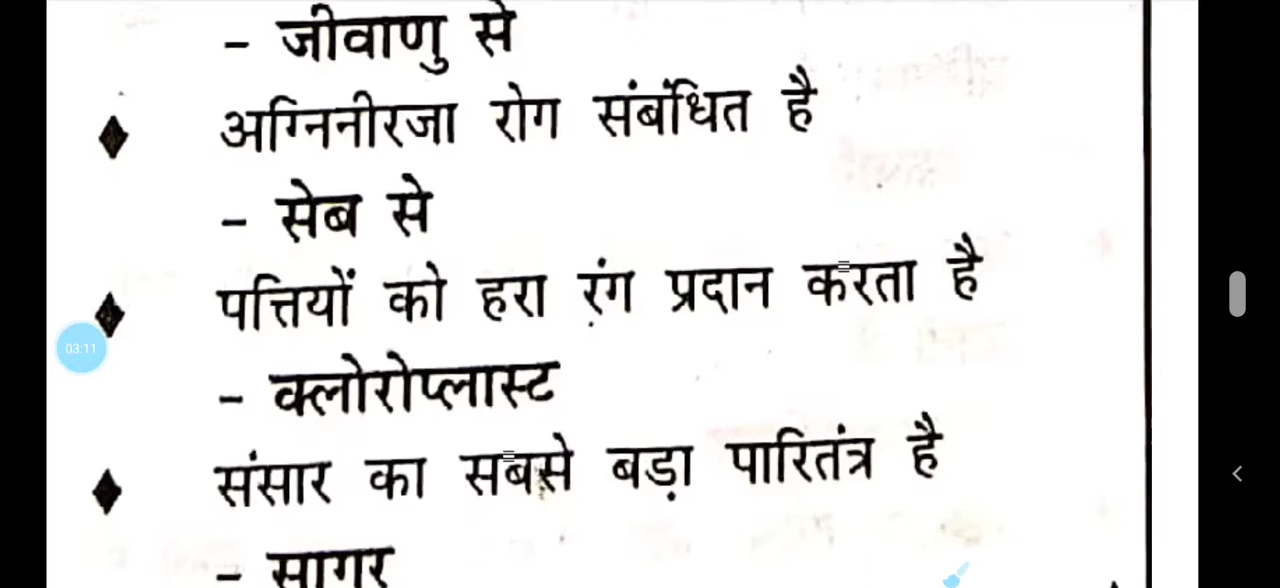 - जीवाणु से
♦ अग्निनीरजा रोग संबंधित है
- सेब से
♦ पत्तियों को हरा रंग प्रदान करता है
03:11
- क्लोरोप्लास्ट
♦ संसार का सबसे बड़ा पारितंत्र है
- सागर